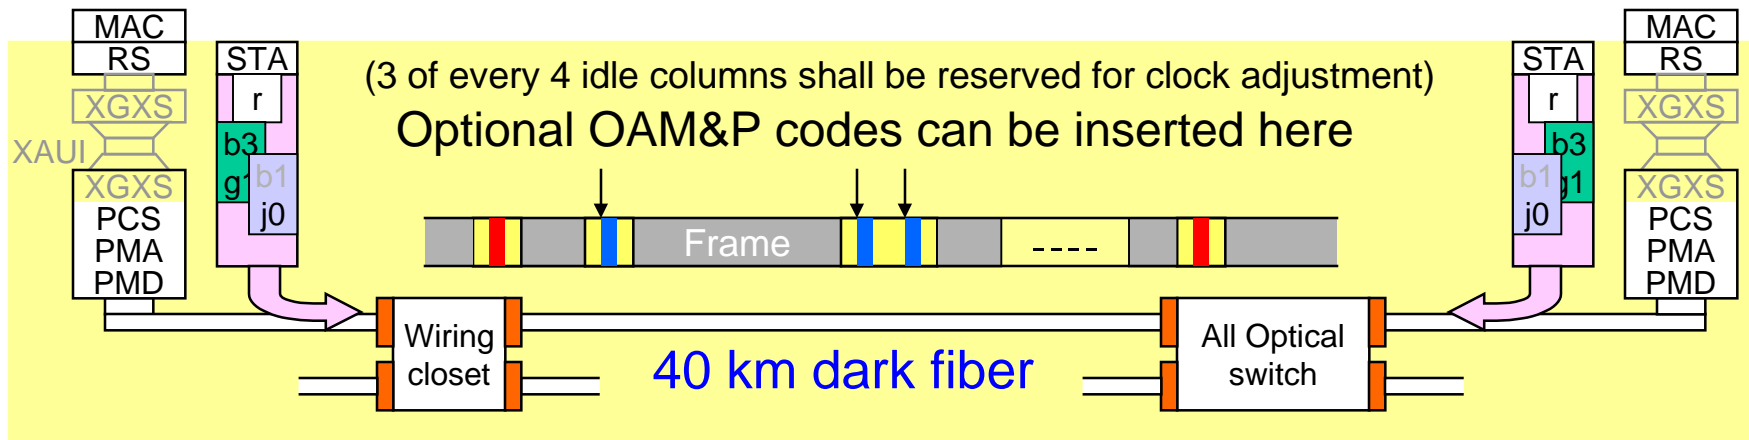 MAC
RS
XGXS
XAUI
XGXS
PCS
PMA
PMD
STA
r
b3
g1
b1
j0
(3 of every 4 idle columns shall be reserved for clock adjustment)
Optional OAM&P codes can be inserted here
Frame
----
Wiring
closet
40 km dark fiber
All Optical
switch
STA
r
b3
g1
b1
j0
MAC
RS
XGXS
XGXS
PCS
PMA
PMD